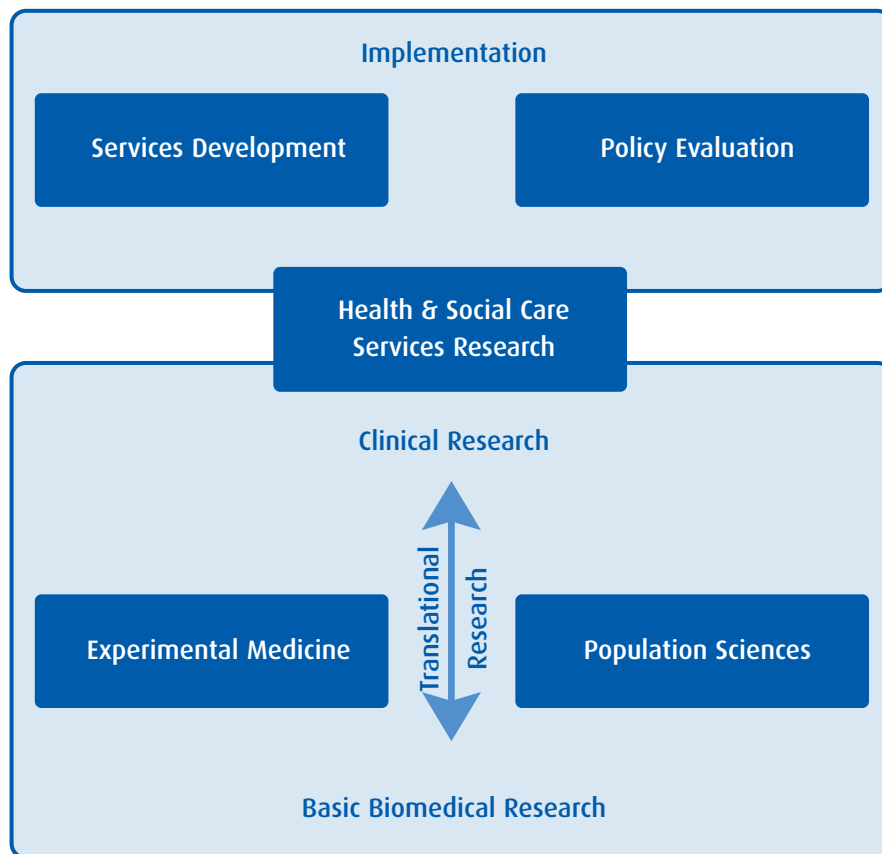 Implementation
Services Development
Policy Evaluation
Health & Social Care
Services Research
Clinical Research
Translational
Research
Experimental Medicine
Population Sciences
Basic Biomedical Research